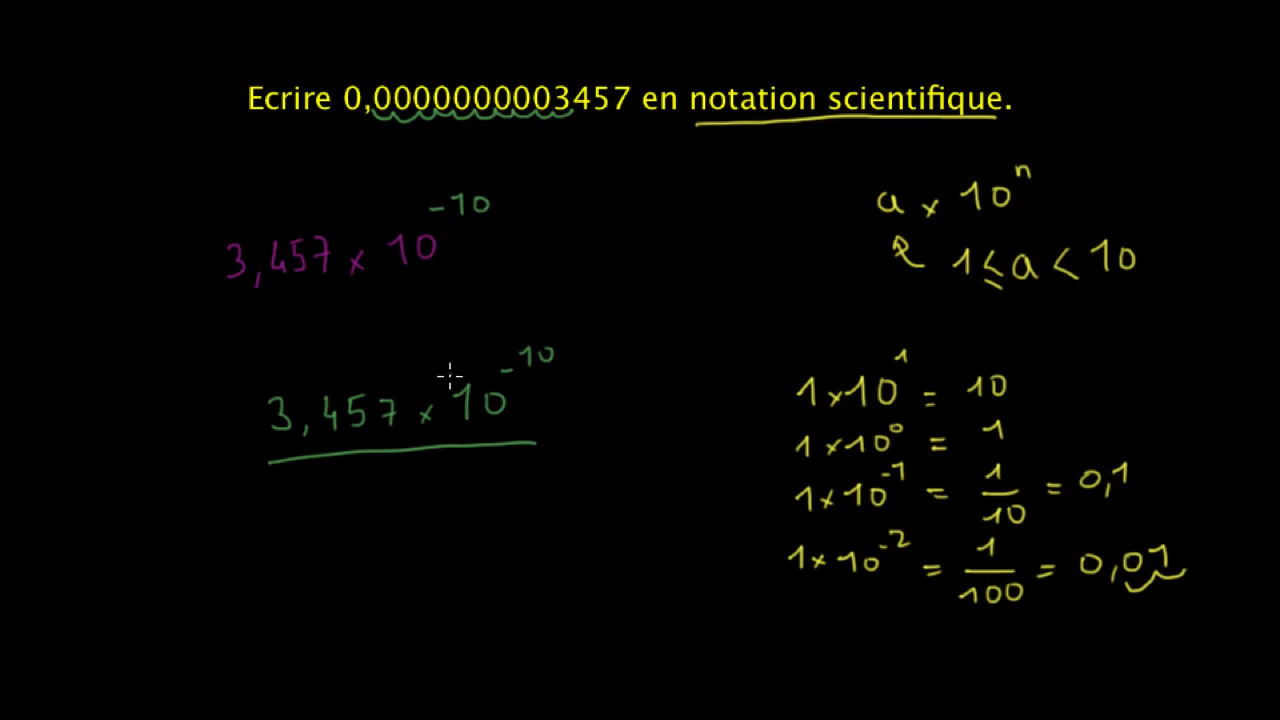 Ecrire 0,0000000003457 en notation scientifique.
3,457 × 10⁻¹⁰
a × 10ⁿ
1 ≤ a < 10
3,457 × 10⁻¹⁰
1 × 10¹ = 10
1 × 10⁰ = 1
1 × 10⁻¹ = 1/10 = 0,1
1 × 10⁻² = 1/100 = 0,01